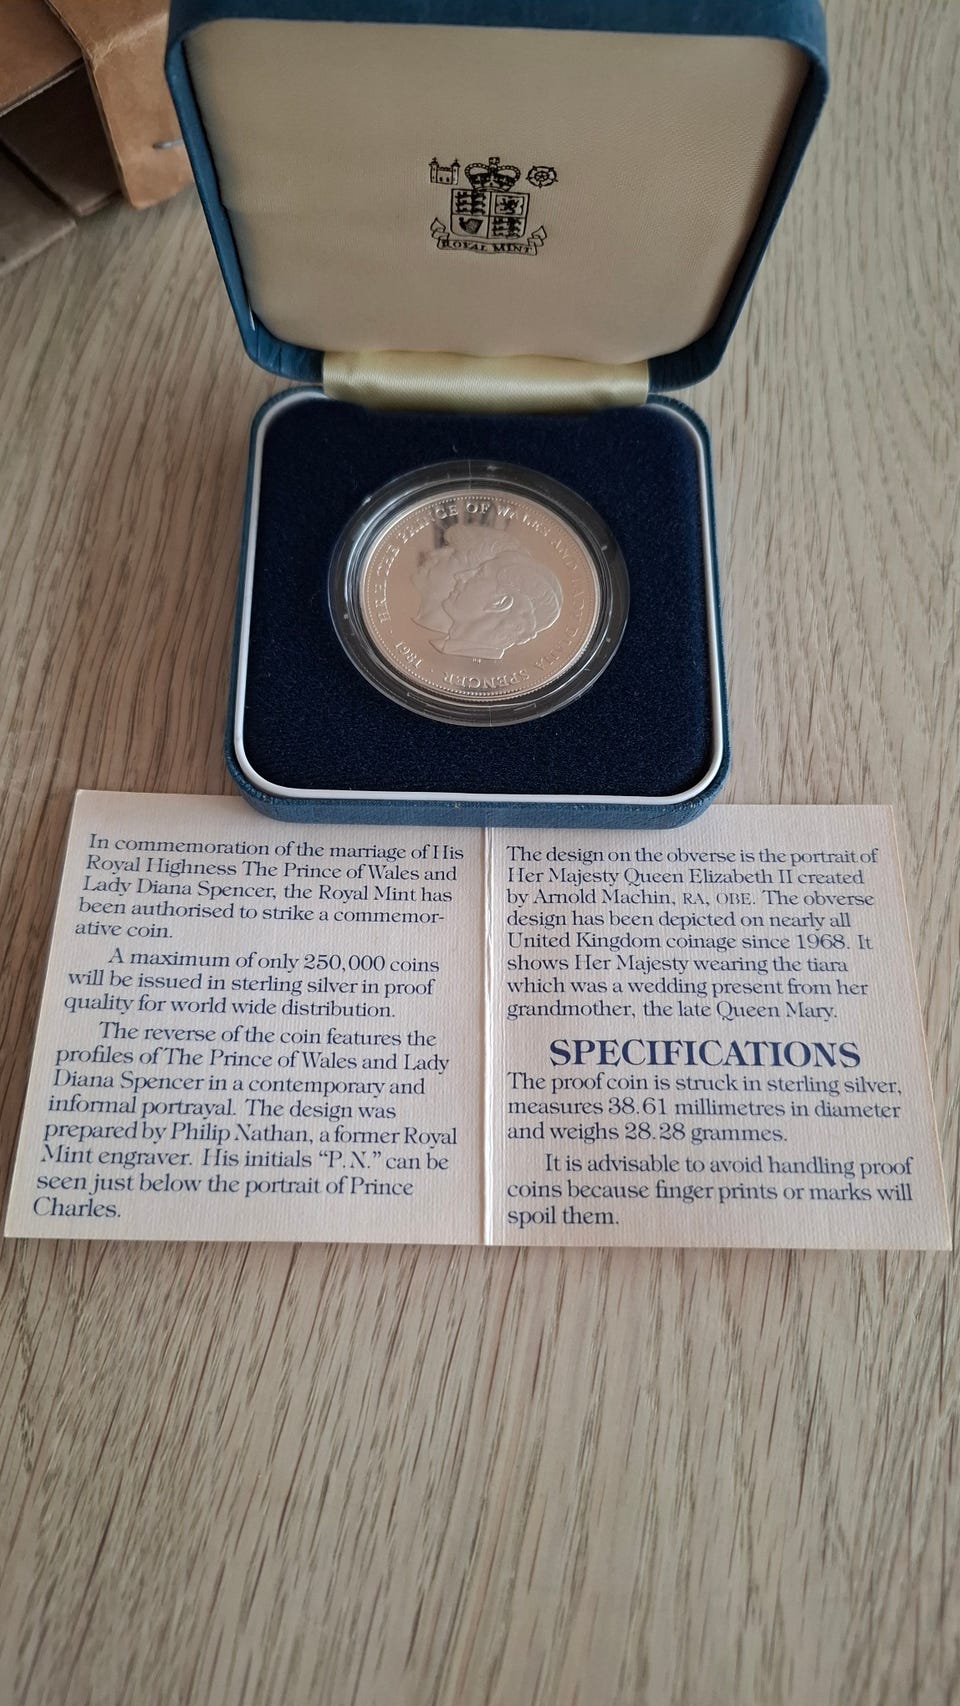 ROYAL MINT
H.R.H. THE PRINCE OF WALES AND LADY DIANA SPENCER · 1981 ·
In commemoration of the marriage of His
Royal Highness The Prince of Wales and
Lady Diana Spencer, the Royal Mint has
been authorised to strike a commemor-
ative coin.
A maximum of only 250,000 coins
will be issued in sterling silver in proof
quality for world wide distribution.
The reverse of the coin features the
profiles of The Prince of Wales and Lady
Diana Spencer in a contemporary and
informal portrayal. The design was
prepared by Philip Nathan, a former Royal
Mint engraver. His initials “P.N.” can be
seen just below the portrait of Prince
Charles.
The design on the obverse is the portrait of
Her Majesty Queen Elizabeth II created
by Arnold Machin, RA, OBE. The obverse
design has been depicted on nearly all
United Kingdom coinage since 1968. It
shows Her Majesty wearing the tiara
which was a wedding present from her
grandmother, the late Queen Mary.
SPECIFICATIONS
The proof coin is struck in sterling silver,
measures 38.61 millimetres in diameter
and weighs 28.28 grammes.
It is advisable to avoid handling proof
coins because finger prints or marks will
spoil them.